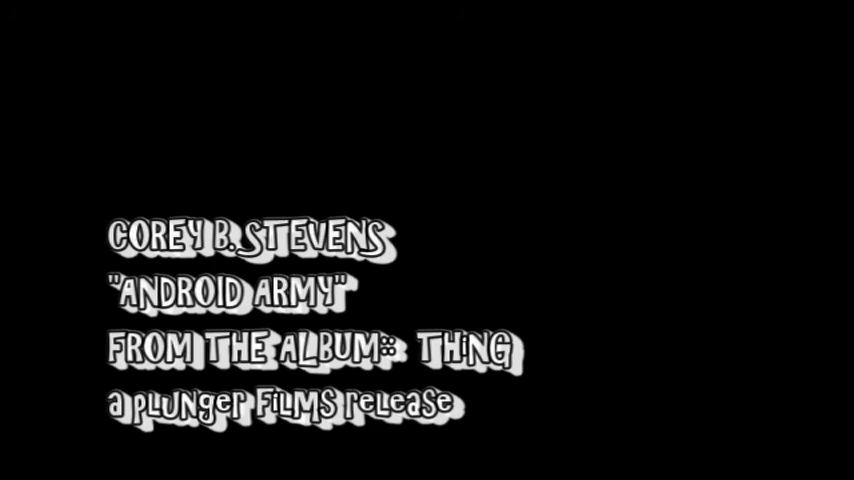 COREY B. STEVENS
"ANDROID ARMY"
FROM THE ALBUM:: THiNG
a pLUNger FiLMS release